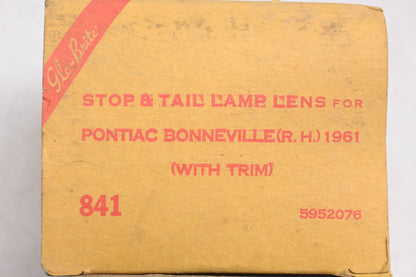 Glo-Brite
STOP & TAIL LAMP LENS FOR
PONTIAC BONNEVILLE (R. H.) 1961
(WITH TRIM)
841
5952076